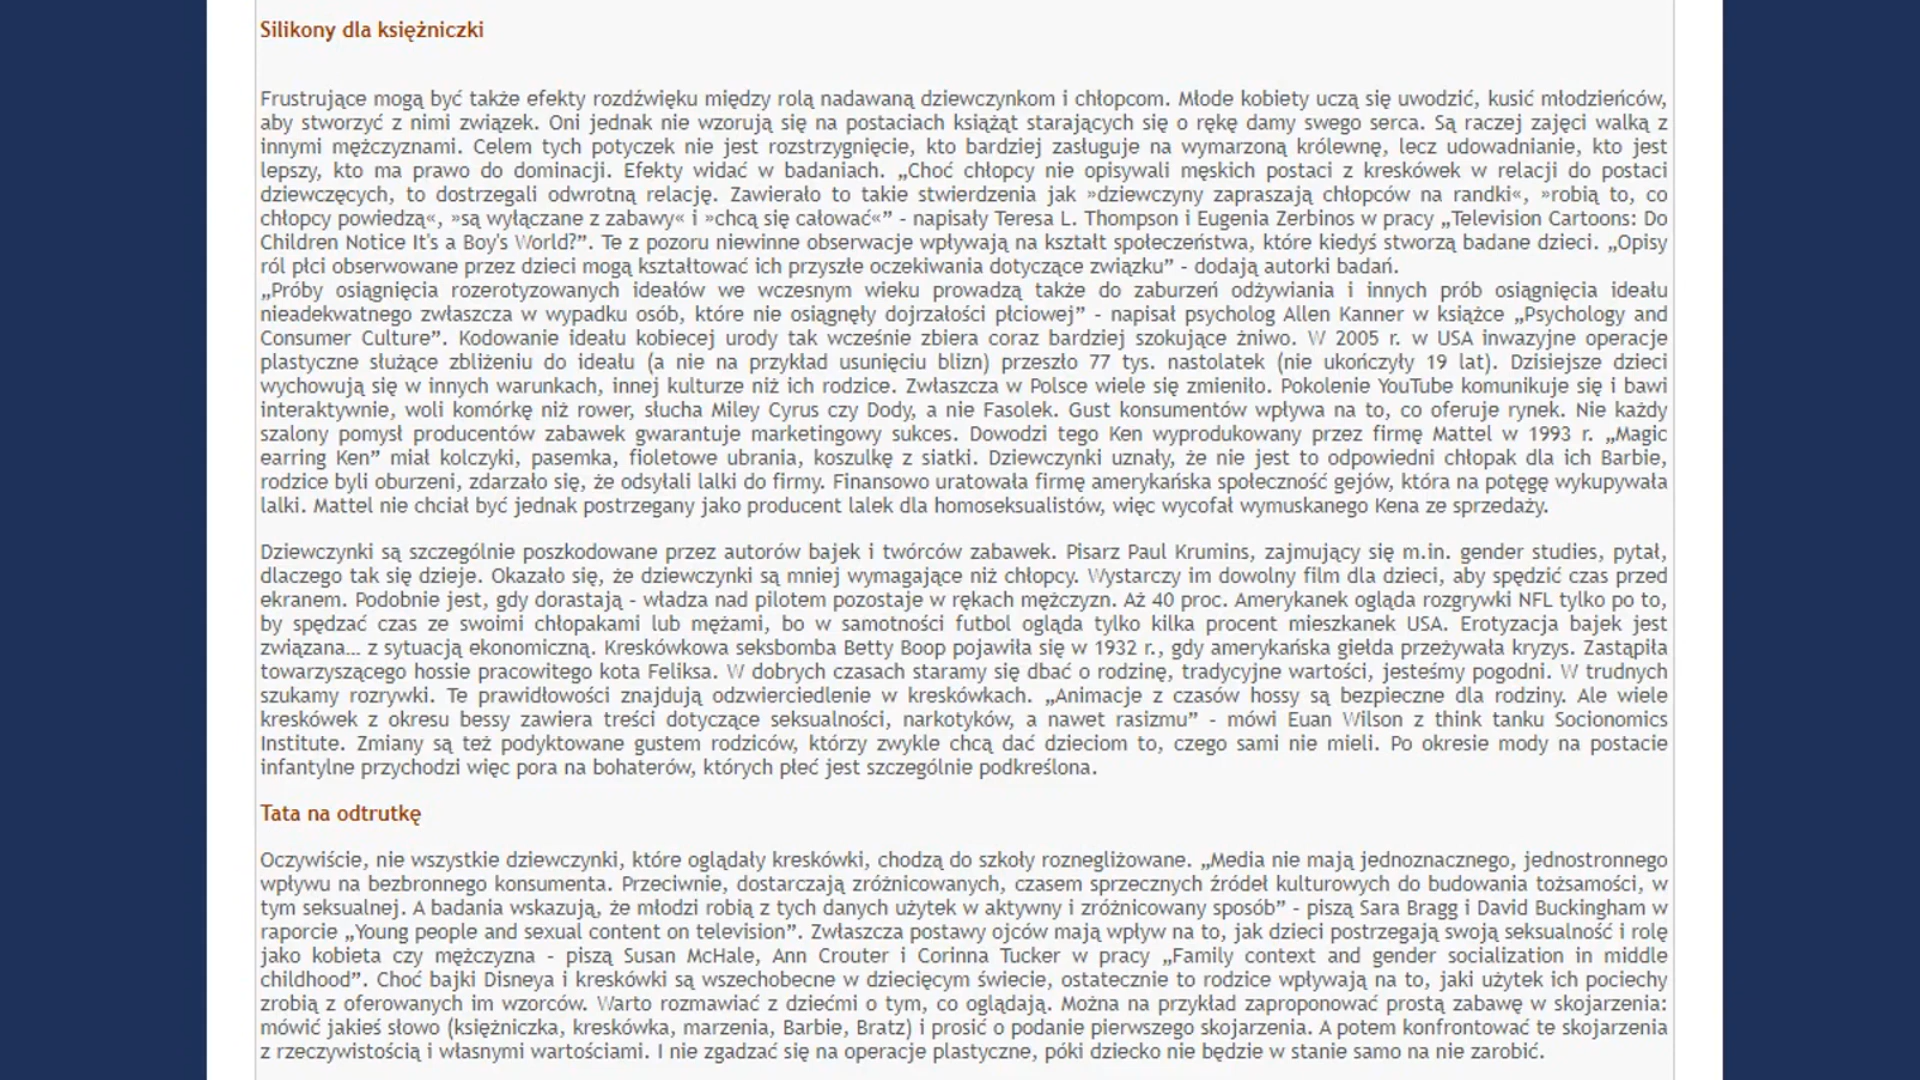 Silikony dla księżniczki
Frustrujące mogą być także efekty rozdźwięku między rolą nadawaną dziewczynkom i chłopcom. Młode kobiety uczą się uwodzić, kusić młodzieńców,
aby stworzyć z nimi związek. Oni jednak nie wzorują się na postaciach książąt starających się o rękę damy swego serca. Są raczej zajęci walką z
innymi mężczyznami. Celem tych potyczek nie jest rozstrzygnięcie, kto bardziej zasługuje na wymarzoną królewnę, lecz udowadnianie, kto jest
lepszy, kto ma prawo do dominacji. Efekty widać w badaniach. „Choć chłopcy nie opisywali męskich postaci z kreskówek w relacji do postaci
dziewczęcych, to dostrzegali odwrotną relację. Zawierało to takie stwierdzenia jak »dziewczyny zapraszają chłopców na randki«, »robią to, co
chłopcy powiedzą«, »są wyłączane z zabawy« i »chcą się całować«” - napisały Teresa L. Thompson i Eugenia Zerbinos w pracy „Television Cartoons: Do
Children Notice It's a Boy's World?”. Te z pozoru niewinne obserwacje wpływają na kształt społeczeństwa, które kiedyś stworzą badane dzieci. „Opisy
ról płci obserwowane przez dzieci mogą kształtować ich przyszłe oczekiwania dotyczące związku” - dodają autorki badań.
„Próby osiągnięcia rozerotyzowanych ideałów we wczesnym wieku prowadzą także do zaburzeń odżywiania i innych prób osiągnięcia ideału
nieadekwatnego zwłaszcza w wypadku osób, które nie osiągnęły dojrzałości płciowej” - napisał psycholog Allen Kanner w książce „Psychology and
Consumer Culture”. Kodowanie ideału kobiecej urody tak wcześnie zbiera coraz bardziej szokujące żniwo. W 2005 r. w USA inwazyjne operacje
plastyczne służące zbliżeniu do ideału (a nie na przykład usunięciu blizn) przeszło 77 tys. nastolatek (nie ukończyły 19 lat). Dzisiejsze dzieci
wychowują się w innych warunkach, innej kulturze niż ich rodzice. Zwłaszcza w Polsce wiele się zmieniło. Pokolenie YouTube komunikuje się i bawi
interaktywnie, woli komórkę niż rower, słucha Miley Cyrus czy Dody, a nie Fasolek. Gust konsumentów wpływa na to, co oferuje rynek. Nie każdy
szalony pomysł producentów zabawek gwarantuje marketingowy sukces. Dowodzi tego Ken wyprodukowany przez firmę Mattel w 1993 r. „Magic
earring Ken” miał kolczyki, pasemka, fioletowe ubrania, koszulkę z siatki. Dziewczynki uznały, że nie jest to odpowiedni chłopak dla ich Barbie,
rodzice byli oburzeni, zdarzało się, że odsyłali lalki do firmy. Finansowo uratowała firmę amerykańska społeczność gejów, która na potęgę wykupywała
lalki. Mattel nie chciał być jednak postrzegany jako producent lalek dla homoseksualistów, więc wycofał wymuskanego Kena ze sprzedaży.
Dziewczynki są szczególnie poszkodowane przez autorów bajek i twórców zabawek. Pisarz Paul Krumins, zajmujący się m.in. gender studies, pytał,
dlaczego tak się dzieje. Okazało się, że dziewczynki są mniej wymagające niż chłopcy. Wystarczy im dowolny film dla dzieci, aby spędzić czas przed
ekranem. Podobnie jest, gdy dorastają - władza nad pilotem pozostaje w rękach mężczyzn. Aż 40 proc. Amerykanek ogląda rozgrywki NFL tylko po to,
by spędzać czas ze swoimi chłopakami lub mężami, bo w samotności futbol ogląda tylko kilka procent mieszkanek USA. Erotyzacja bajek jest
związana... z sytuacją ekonomiczną. Kreskówkowa seksbomba Betty Boop pojawiła się w 1932 r., gdy amerykańska giełda przeżywała kryzys. Zastąpiła
towarzyszącego hossie pracowitego kota Feliksa. W dobrych czasach staramy się dbać o rodzinę, tradycyjne wartości, jesteśmy pogodni. W trudnych
szukamy rozrywki. Te prawidłowości znajdują odzwierciedlenie w kreskówkach. „Animacje z czasów hossy są bezpieczne dla rodziny. Ale wiele
kreskówek z okresu bessy zawiera treści dotyczące seksualności, narkotyków, a nawet rasizmu” - mówi Euan Wilson z think tanku Socionomics
Institute. Zmiany są też podyktowane gustem rodziców, którzy zwykle chcą dać dzieciom to, czego sami nie mieli. Po okresie mody na postacie
infantylne przychodzi więc pora na bohaterów, których płeć jest szczególnie podkreślona.
Tata na odtrutkę
Oczywiście, nie wszystkie dziewczynki, które oglądały kreskówki, chodzą do szkoły roznegliżowane. „Media nie mają jednoznacznego, jednostronnego
wpływu na bezbronnego konsumenta. Przeciwnie, dostarczają zróżnicowanych, czasem sprzecznych źródeł kulturowych do budowania tożsamości, w
tym seksualnej. A badania wskazują, że młodzi robią z tych danych użytek w aktywny i zróżnicowany sposób” - piszą Sara Bragg i David Buckingham w
raporcie „Young people and sexual content on television”. Zwłaszcza postawy ojców mają wpływ na to, jak dzieci postrzegają swoją seksualność i rolę
jako kobieta czy mężczyzna - piszą Susan McHale, Ann Crouter i Corinna Tucker w pracy „Family context and gender socialization in middle
childhood”. Choć bajki Disneya i kreskówki są wszechobecne w dziecięcym świecie, ostatecznie to rodzice wpływają na to, jaki użytek ich pociechy
zrobią z oferowanych im wzorców. Warto rozmawiać z dziećmi o tym, co oglądają. Można na przykład zaproponować prostą zabawę w skojarzenia:
mówić jakieś słowo (księżniczka, kreskówka, marzenia, Barbie, Bratz) i prosić o podanie pierwszego skojarzenia. A potem konfrontować te skojarzenia
z rzeczywistością i własnymi wartościami. I nie zgadzać się na operacje plastyczne, póki dziecko nie będzie w stanie samo na nie zarobić.